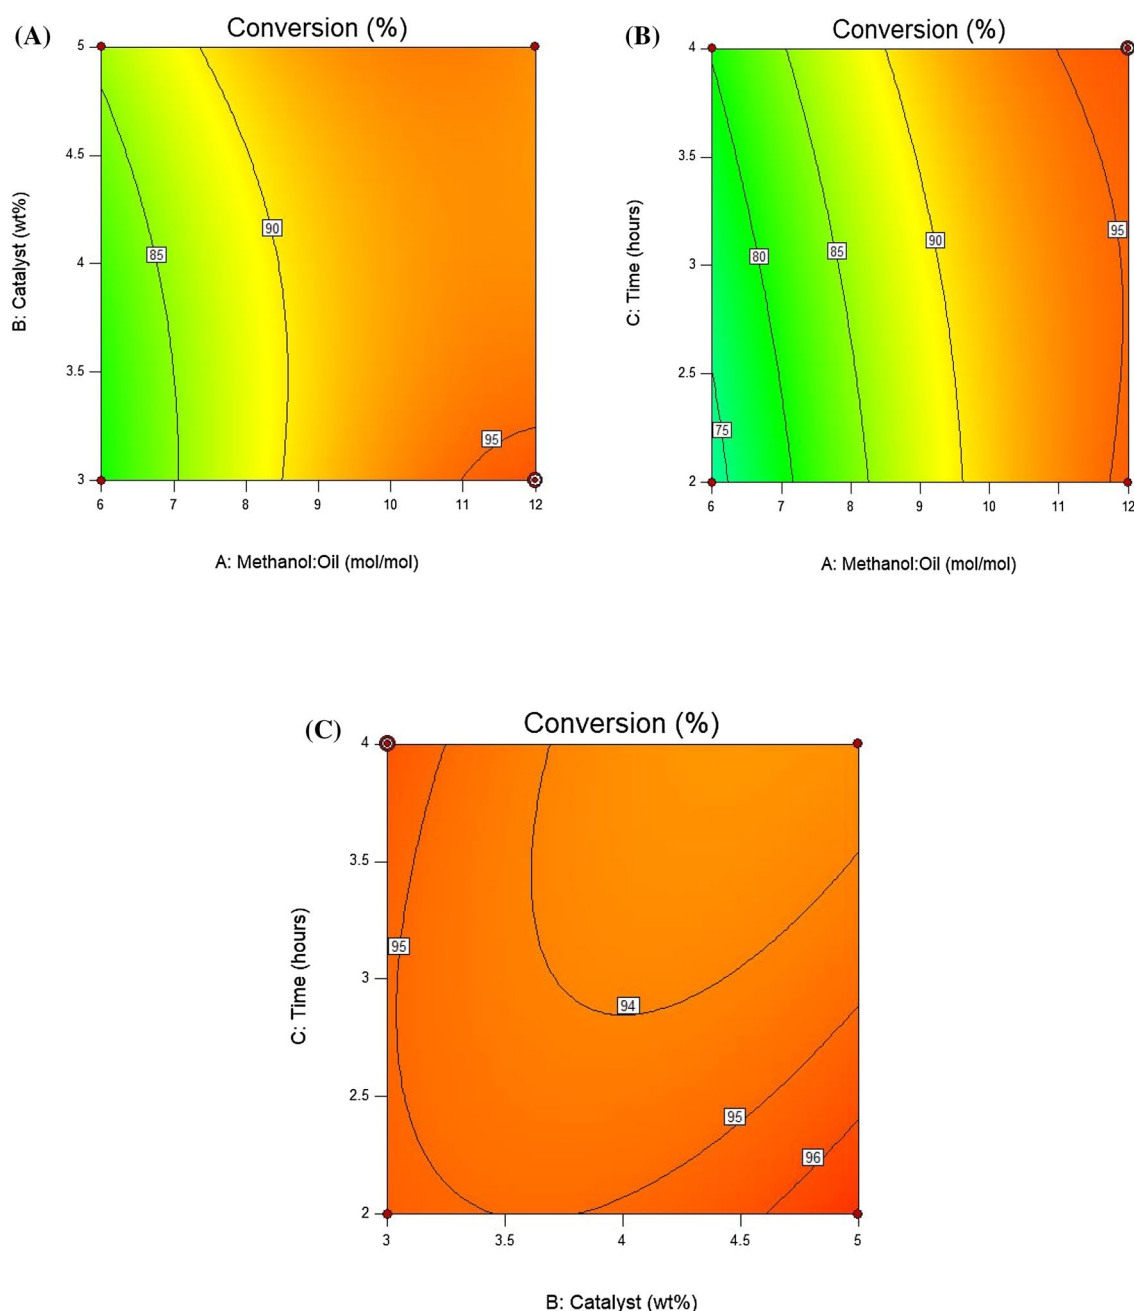 (A)
Conversion (%)
5
4.5
4
3.5
3
B: Catalyst (wt%)
85
90
95
6 7 8 9 10 11 12
A: Methanol:Oil (mol/mol)
(B)
Conversion (%)
4
3.5
3
2.5
2
C: Time (hours)
75
80
85
90
95
6 7 8 9 10 11 12
A: Methanol:Oil (mol/mol)
(C)
Conversion (%)
4
3.5
3
2.5
2
C: Time (hours)
95
94
95
96
3 3.5 4 4.5 5
B: Catalyst (wt%)